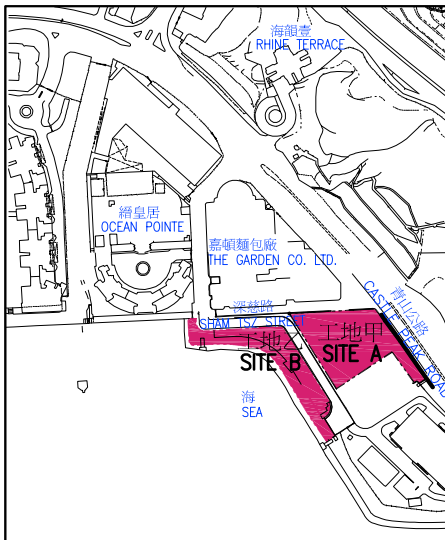 海韻臺
RHINE TERRACE
縉皇居
OCEAN POINTE
嘉頓麵包廠
THE GARDEN CO. LTD.
青山公路
CASTLE PEAK ROAD
深慈路
SHAM TSZ STREET
工地乙
SITE B
工地甲
SITE A
海
SEA